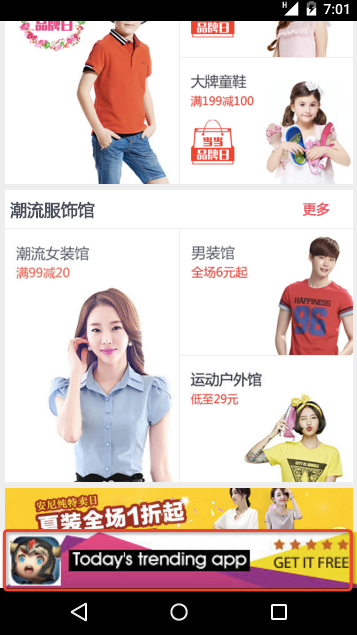 H 7:01
品牌日
品牌日
大牌童鞋
满199减100
当当
品牌日
潮流服饰馆
更多
潮流女装馆
满99减20
男装馆
全场6元起
HAPPINESS
96
运动户外馆
低至29元
安尼纯特卖日
夏装全场1折起
Today's trending app
GET IT FREE